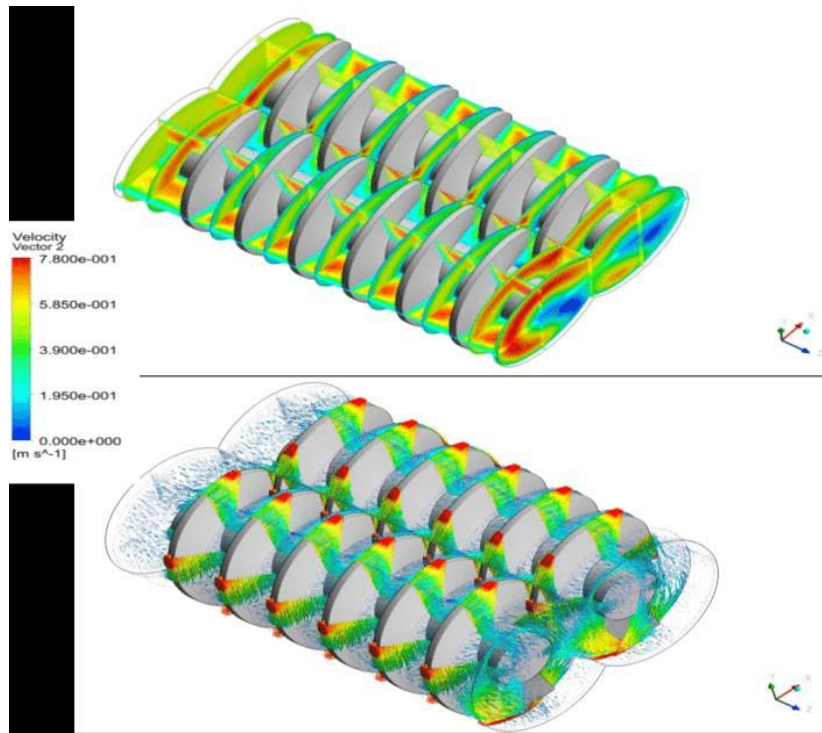 Velocity
Vector 2
7.800e-001
5.850e-001
3.900e-001
1.950e-001
0.000e+000
[m s^-1]
Y
X
Z
Y
X
Z